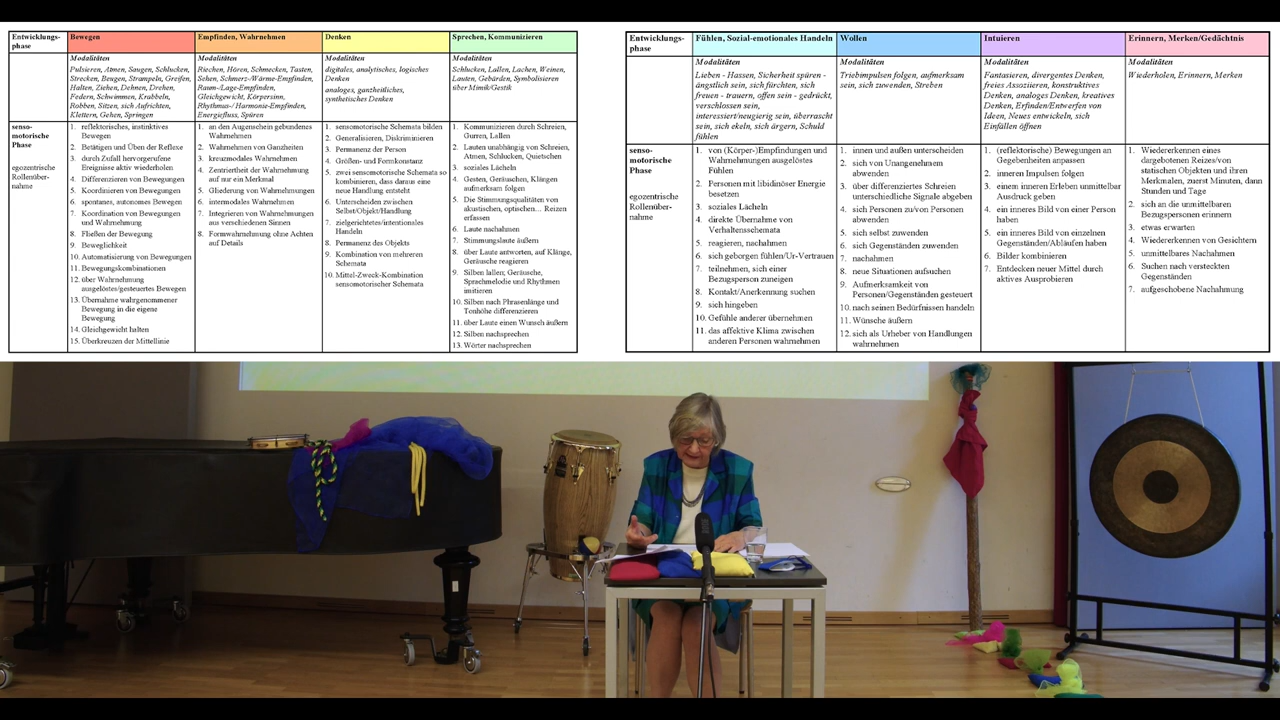 Entwicklungs-
phase
Bewegen
Empfinden, Wahrnehmen
Denken
Sprechen, Kommunizieren
Modalitäten
Pulsieren, Atmen, Saugen, Schlucken,
Strecken, Beugen, Strampeln, Greifen,
Halten, Ziehen, Dehnen, Drehen,
Federn, Schwimmen, Krabbeln,
Robben, Sitzen, sich Aufrichten,
Klettern, Gehen, Springen
Modalitäten
Riechen, Hören, Schmecken, Tasten,
Sehen, Schmerz-/Wärme-Empfinden,
Raum-/Lage-Empfinden,
Gleichgewicht, Körpersinn,
Rhythmus-/ Harmonie-Empfinden,
Energiefluss, Spüren
Modalitäten
digitales, analytisches, logisches
Denken
analoges, ganzheitliches,
synthetisches Denken
Modalitäten
Schlucken, Lallen, Lachen, Weinen,
Lauten, Gebärden, Symbolisieren
über Mimik/Gestik
senso-
motorische
Phase
egozentrische
Rollenüber-
nahme
1. reflektorisches, instinktives
Bewegen
2. Betätigen und Üben der Reflexe
3. durch Zufall hervorgerufene
Ereignisse aktiv wiederholen
4. Differenzieren von Bewegungen
5. Koordinieren von Bewegungen
6. spontanes, autonomes Bewegen
7. Koordination von Bewegungen
und Wahrnehmung
8. Fließen der Bewegung
9. Beweglichkeit
10. Automatisierung von Bewegungen
11. Bewegungskombinationen
12. über Wahrnehmung
ausgelöstes/gesteuertes Bewegen
13. Übernahme wahrgenommener
Bewegung in die eigene
Bewegung
14. Gleichgewicht halten
15. Überkreuzen der Mittellinie
1. an den Augenschein gebundenes
Wahrnehmen
2. Wahrnehmen von Ganzheiten
3. kreuzmodales Wahrnehmen
4. Zentriertheit der Wahrnehmung
auf nur ein Merkmal
5. Gliederung von Wahrnehmungen
6. intermodales Wahrnehmen
7. Integrieren von Wahrnehmungen
aus verschiedenen Sinnen
8. Formwahrnehmung ohne Achten
auf Details
1. sensomotorische Schemata bilden
2. Generalisieren, Diskriminieren
3. Permanenz der Person
4. Größen- und Formkonstanz
5. zwei sensomotorische Schemata so
kombinieren, dass daraus eine
neue Handlung entsteht
6. Unterscheiden zwischen
Selbst/Objekt/Handlung
7. zielgerichtetes/intentionales
Handeln
8. Permanenz des Objekts
9. Kombination von mehreren
Schemata
10. Mittel-Zweck-Kombination
sensomotorischer Schemata
1. Kommunizieren durch Schreien,
Gurren, Lallen
2. Lauten unabhängig von Schreien,
Atmen, Schlucken, Quietschen
3. soziales Lächeln
4. Gesten, Geräuschen, Klängen
aufmerksam folgen
5. Die Stimmungsqualitäten von
akustischen, optischen… Reizen
erfassen
6. Laute nachahmen
7. Stimmungslaute äußern
8. über Laute antworten, auf Klänge,
Geräusche reagieren
9. Silben lallen; Geräusche,
Sprachmelodie und Rhythmen
imitieren
10. Silben nach Phrasenlänge und
Tonhöhe differenzieren
11. über Laute einen Wunsch äußern
12. Silben nachsprechen
13. Wörter nachsprechen
Entwicklungs-
phase
Fühlen, Sozial-emotionales Handeln
Wollen
Intuieren
Erinnern, Merken/Gedächtnis
Modalitäten
Lieben - Hassen, Sicherheit spüren -
ängstlich sein, sich fürchten, sich
freuen - trauern, offen sein - gedrückt,
verschlossen sein,
interessiert/neugierig sein, überrascht
sein, sich ekeln, sich ärgern, Schuld
fühlen
Modalitäten
Triebimpulsen folgen, aufmerksam
sein, sich zuwenden, Streben
Modalitäten
Fantasieren, divergentes Denken,
freies Assoziieren, konstruktives
Denken, analoges Denken, kreatives
Denken, Erfinden/Entwerfen von
Ideen, Neues entwickeln, sich
Einfällen öffnen
Modalitäten
Wiederholen, Erinnern, Merken
senso-
motorische
Phase
egozentrische
Rollenüber-
nahme
1. von (Körper-)Empfindungen und
Wahrnehmungen ausgelöstes
Fühlen
2. Personen mit libidinöser Energie
besetzen
3. soziales Lächeln
4. direkte Übernahme von
Verhaltensschemata
5. reagieren, nachahmen
6. sich geborgen fühlen/Ur-Vertrauen
7. teilnehmen, sich einer
Bezugsperson zuneigen
8. Kontakt/Anerkennung suchen
9. sich hingeben
10. Gefühle anderer übernehmen
11. das affektive Klima zwischen
anderen Personen wahrnehmen
1. innen und außen unterscheiden
2. sich von Unangenehmem
abwenden
3. über differenziertes Schreien
unterschiedliche Signale abgeben
4. sich Personen zu/von Personen
abwenden
5. sich selbst zuwenden
6. sich Gegenständen zuwenden
7. nachahmen
8. neue Situationen aufsuchen
9. Aufmerksamkeit von
Personen/Gegenständen gesteuert
10. nach seinen Bedürfnissen handeln
11. Wünsche äußern
12. sich als Urheber von Handlungen
wahrnehmen
1. (reflektorische) Bewegungen an
Gegebenheiten anpassen
2. inneren Impulsen folgen
3. einem inneren Erleben unmittelbar
Ausdruck geben
4. ein inneres Bild von einer Person
haben
5. ein inneres Bild von einzelnen
Gegenständen/Abläufen haben
6. Bilder kombinieren
7. Entdecken neuer Mittel durch
aktives Ausprobieren
1. Wiedererkennen eines
dargebotenen Reizes/von
statischen Objekten und ihren
Merkmalen, zuerst Minuten, dann
Stunden und Tage
2. sich an die unmittelbaren
Bezugspersonen erinnern
3. etwas erwarten
4. Wiedererkennen von Gesichtern
5. unmittelbares Nachahmen
6. Suchen nach versteckten
Gegenständen
7. aufgeschobene Nachahmung